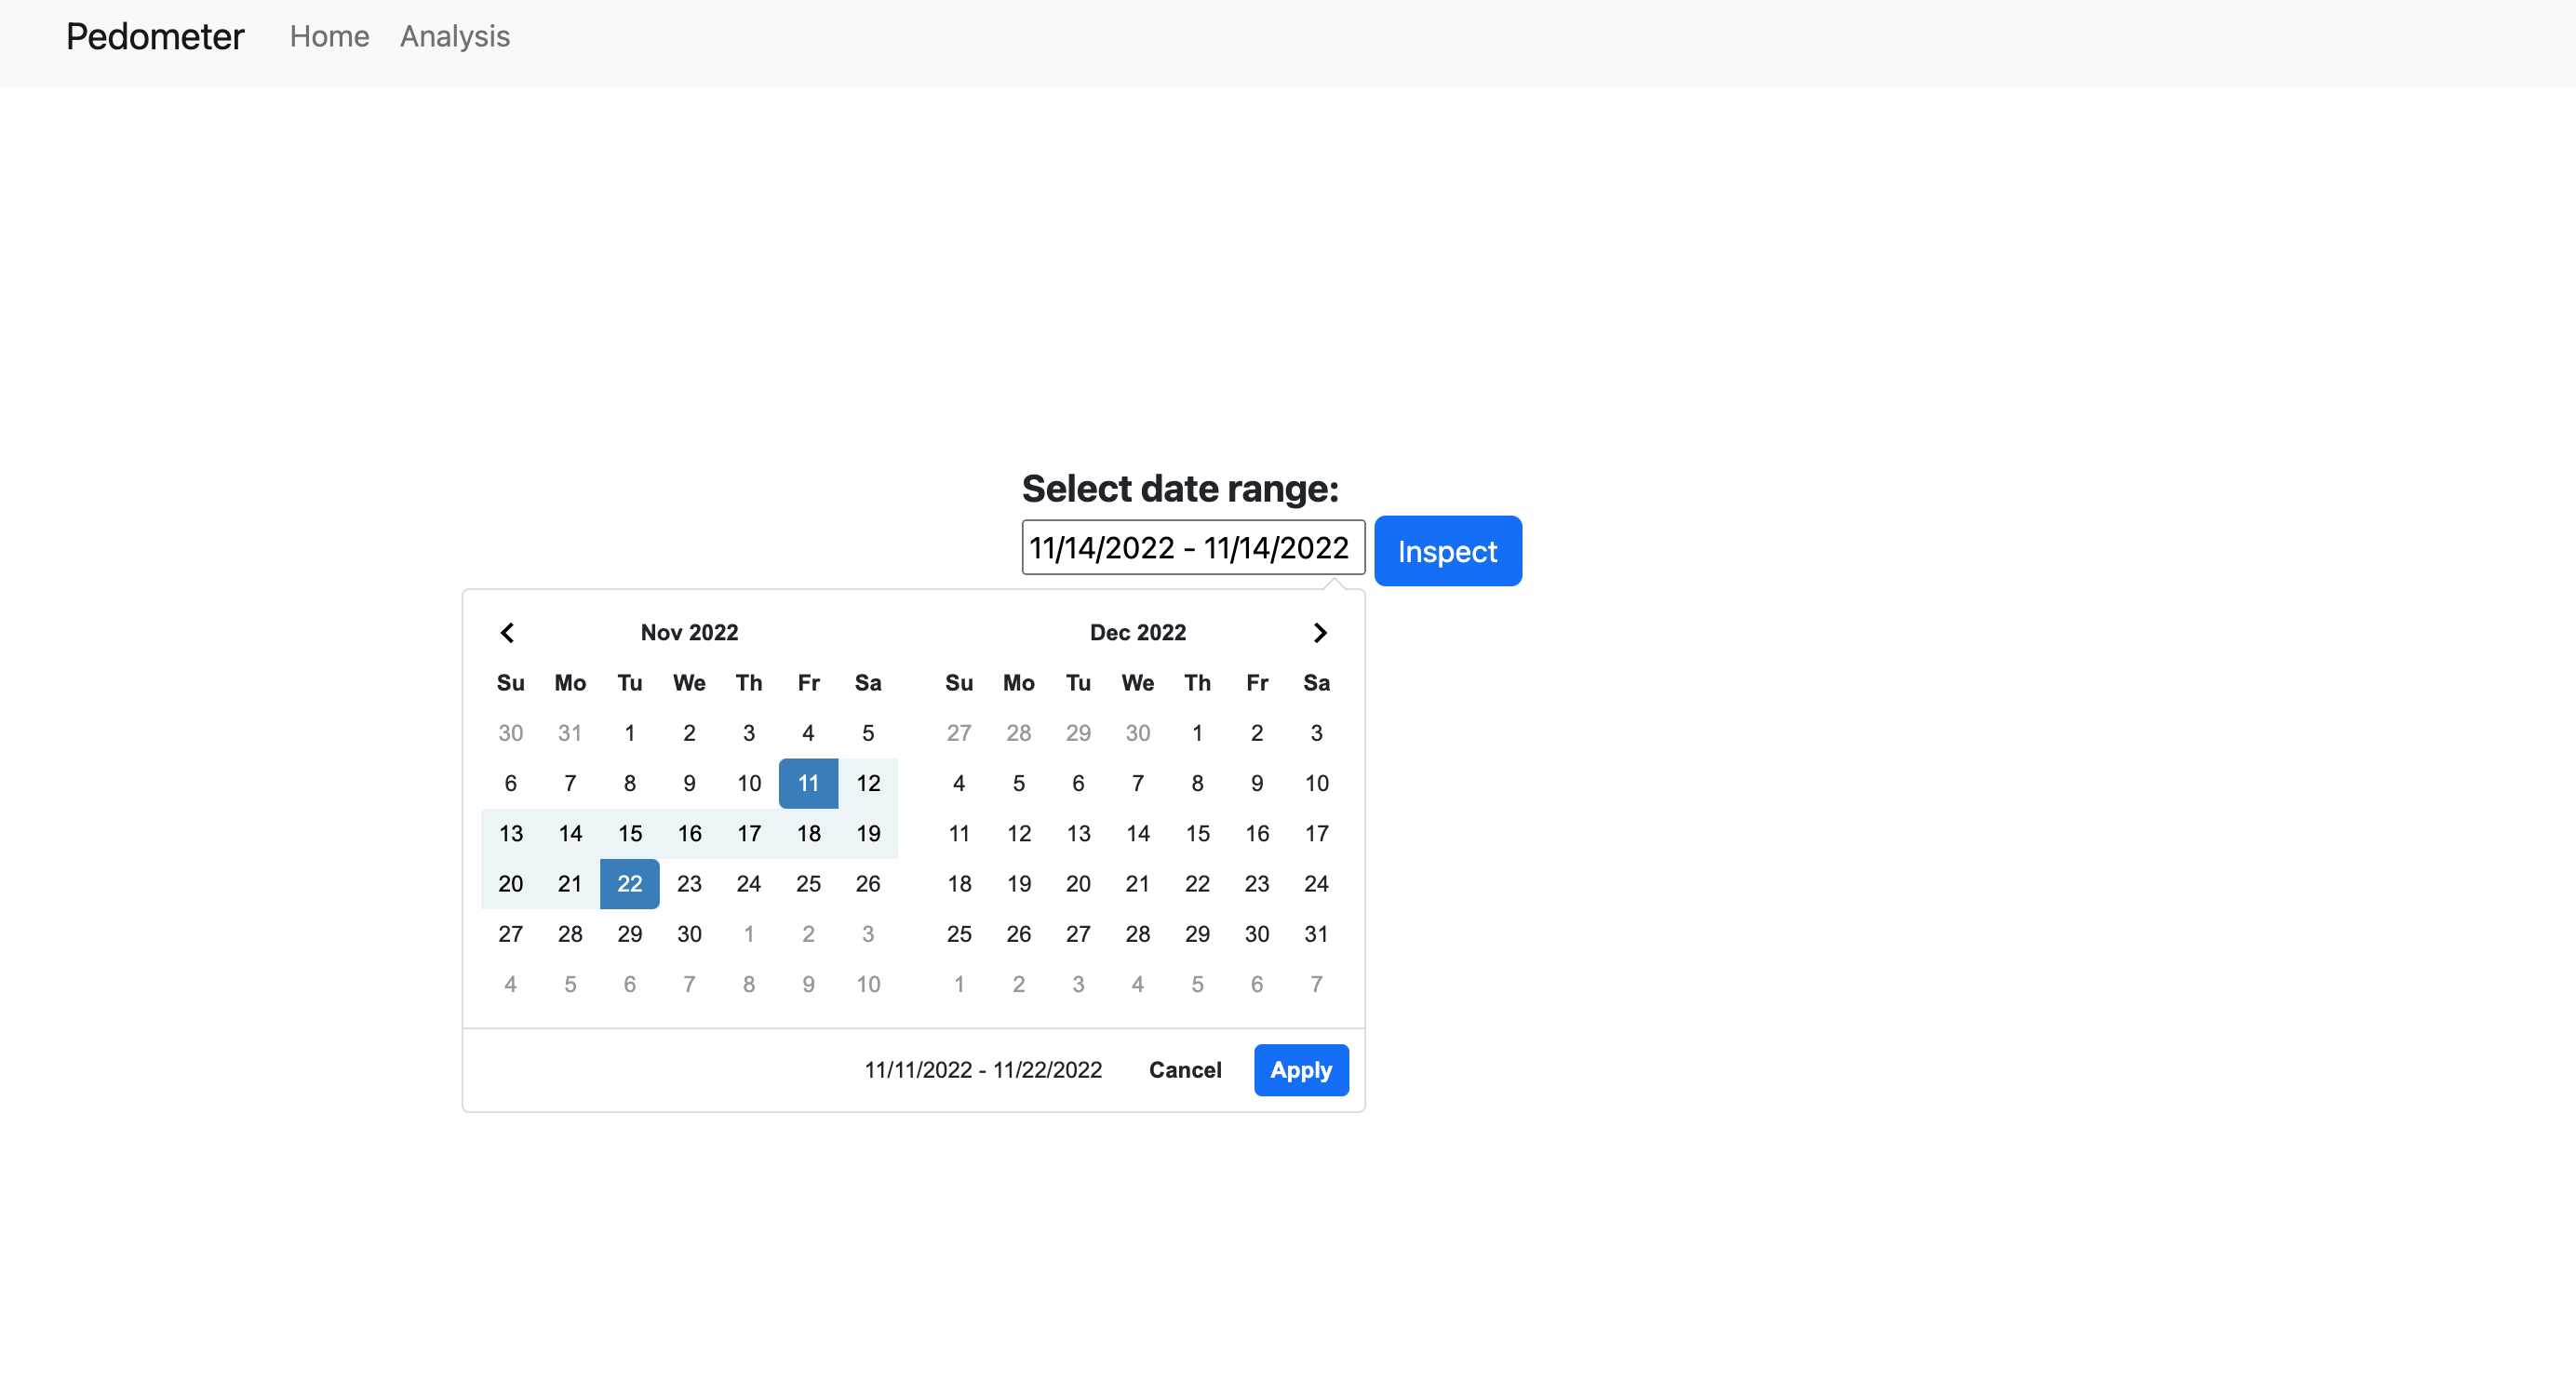 Pedometer Home Analysis
Select date range:
11/14/2022 - 11/14/2022 Inspect
Nov 2022
Su Mo Tu We Th Fr Sa
30 31 1 2 3 4 5
6 7 8 9 10 11 12
13 14 15 16 17 18 19
20 21 22 23 24 25 26
27 28 29 30 1 2 3
4 5 6 7 8 9 10
Dec 2022
Su Mo Tu We Th Fr Sa
27 28 29 30 1 2 3
4 5 6 7 8 9 10
11 12 13 14 15 16 17
18 19 20 21 22 23 24
25 26 27 28 29 30 31
1 2 3 4 5 6 7
11/11/2022 - 11/22/2022 Cancel Apply